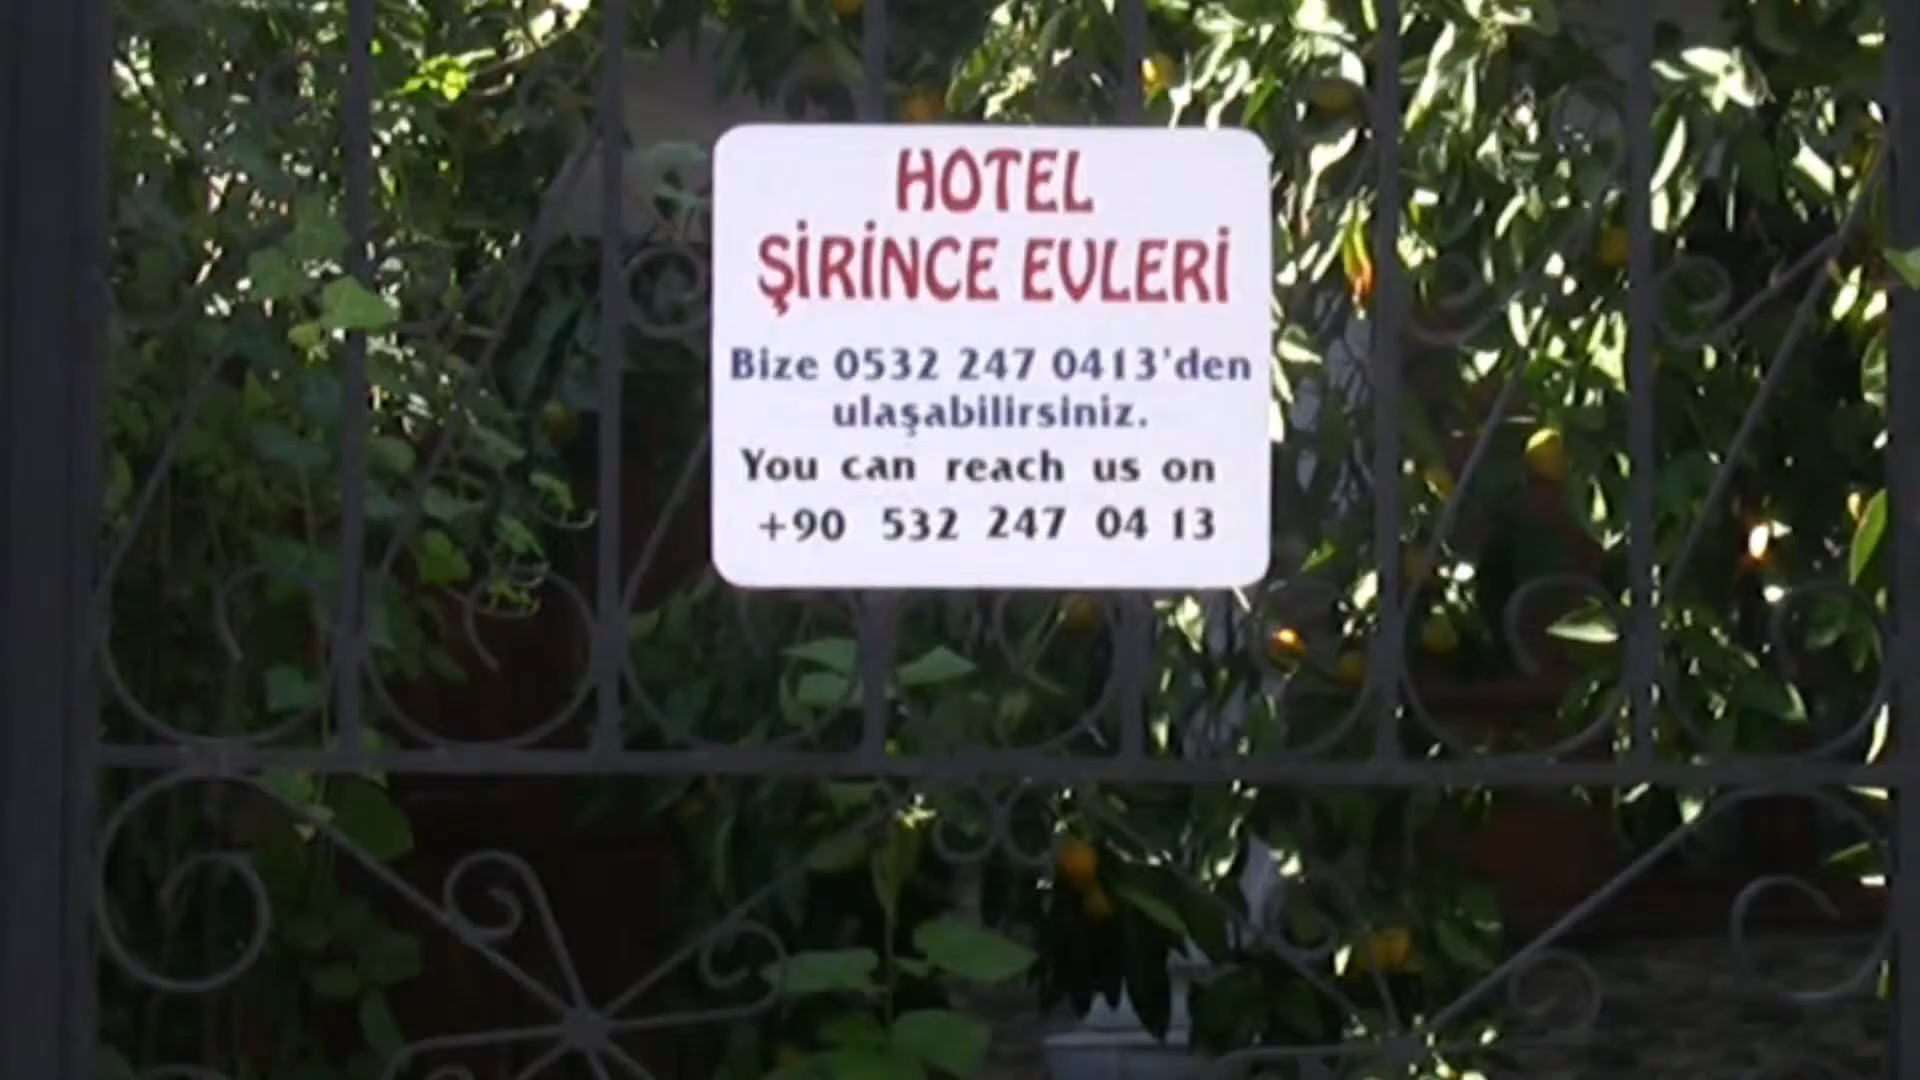 HOTEL
ŞİRİNCE EVLERİ
Bize 0532 247 0413'den
ulaşabilirsiniz.
You can reach us on
+90 532 247 04 13